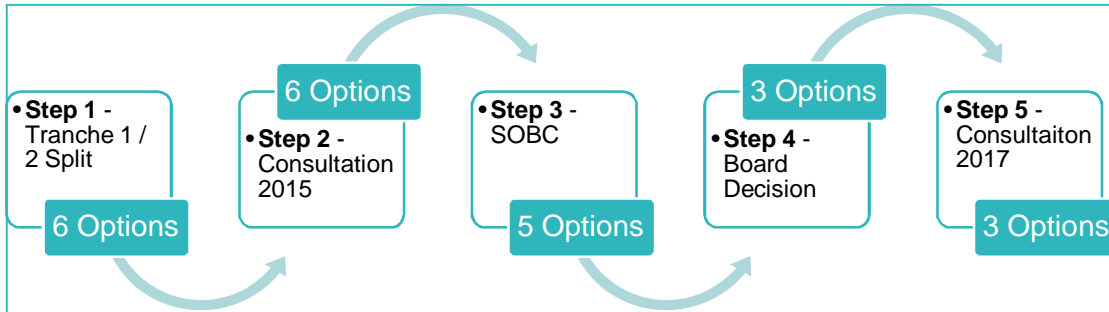 • Step 1 -
Tranche 1 /
2 Split
6 Options
6 Options
• Step 2 -
Consultation
2015
• Step 3 -
SOBC
5 Options
3 Options
• Step 4 -
Board
Decision
• Step 5 -
Consultaiton
2017
3 Options